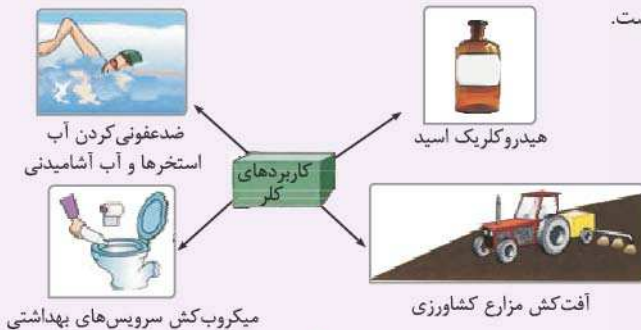 ست.
ضدعفونی‌کردن آب
استخرها و آب آشامیدنی
هیدروکلریک اسید
کاربردهای
کلر
میکروب‌کش سرویس‌های بهداشتی
آفت‌کش مزارع کشاورزی